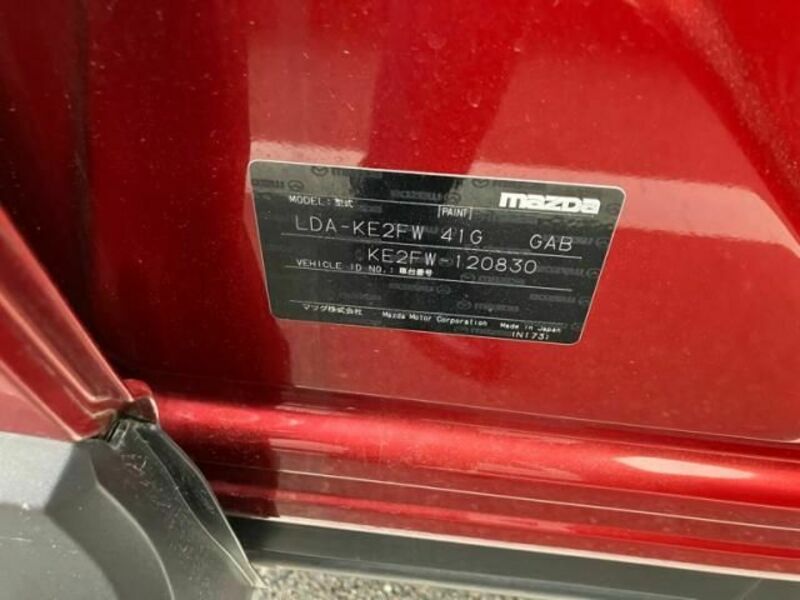 mazda
MODEL: 型式 PAINT
LDA-KE2FW 41G GAB
KE2FW-120830
VEHICLE ID NO.: 車台番号
マツダ株式会社 Mazda Motor Corporation Made in Japan
(N173)